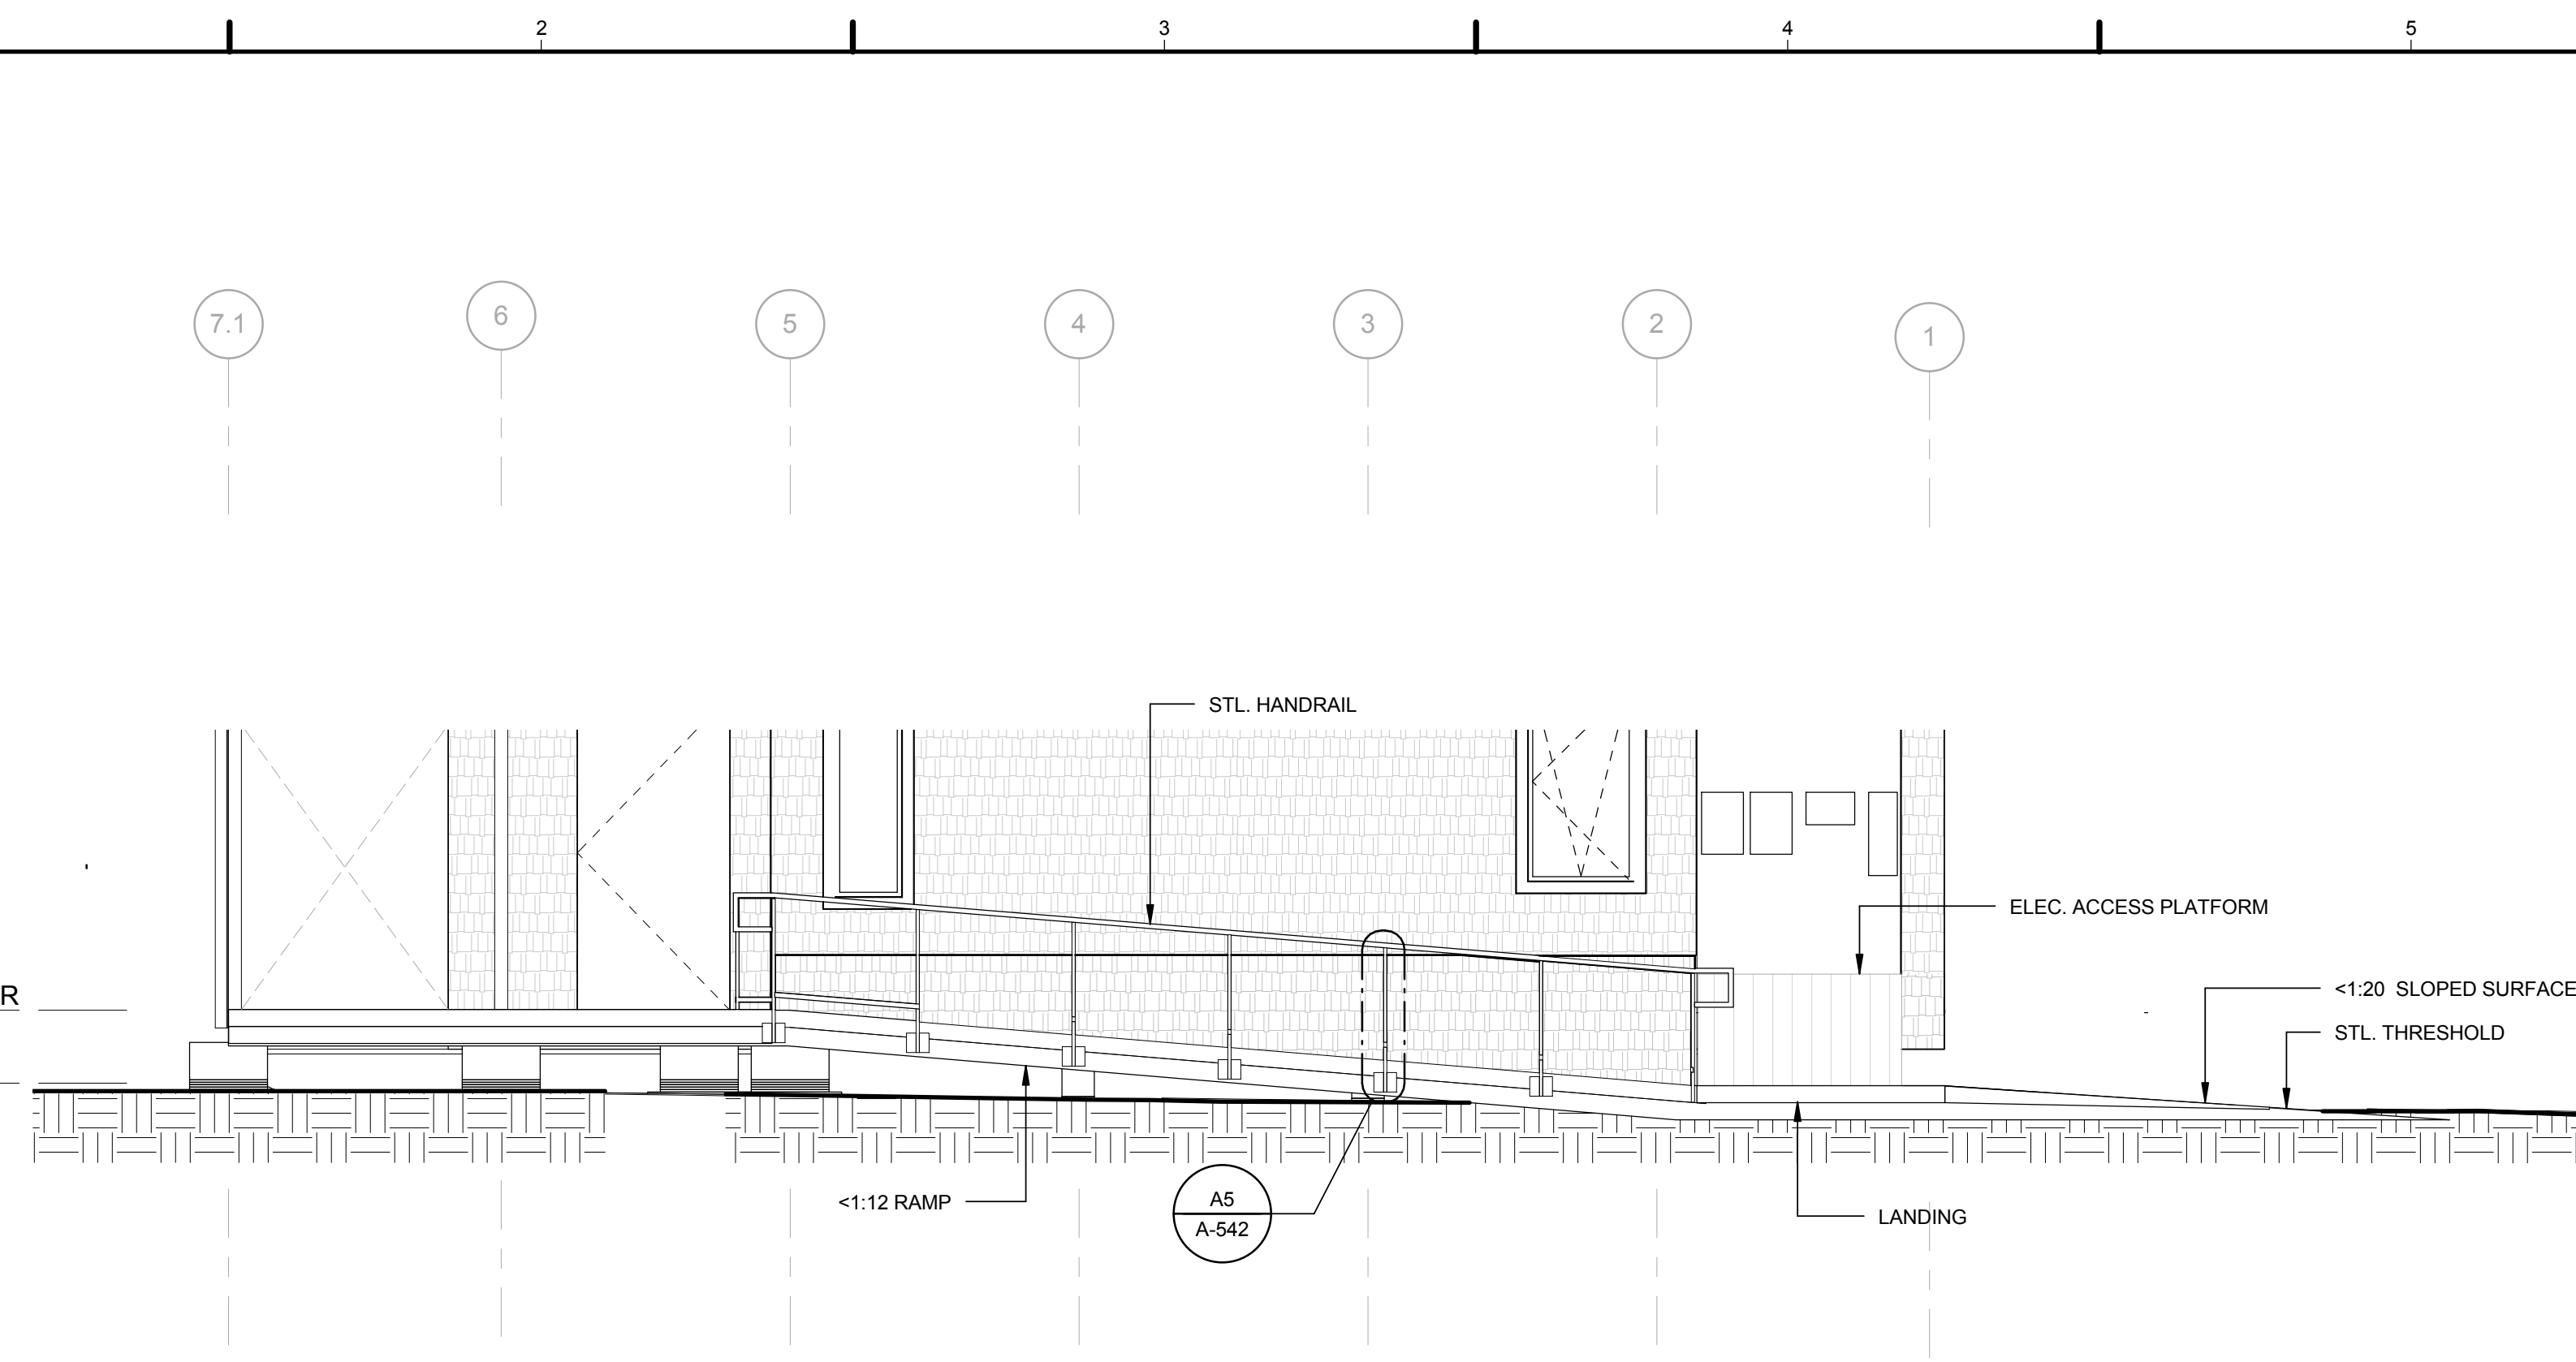 2
3
4
5
7.1
6
5
4
3
2
1
STL. HANDRAIL
ELEC. ACCESS PLATFORM
R
<1:20 SLOPED SURFACE
STL. THRESHOLD
<1:12 RAMP
A5
A-542
LANDING